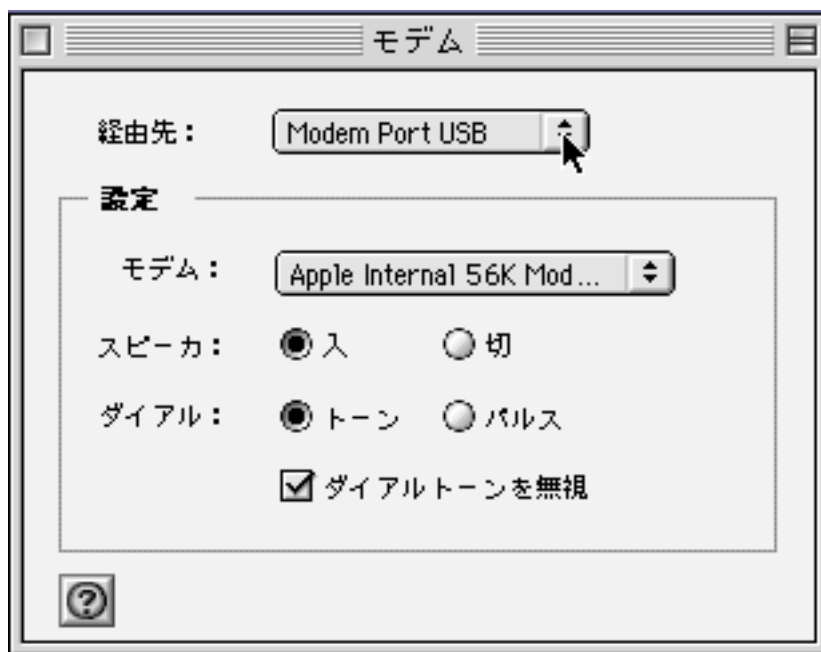 モデム
経由先： Modem Port USB
設定
モデム： Apple Internal 56K Mod...
スピーカ： 入 切
ダイアル： トーン パルス
ダイアルトーンを無視
?